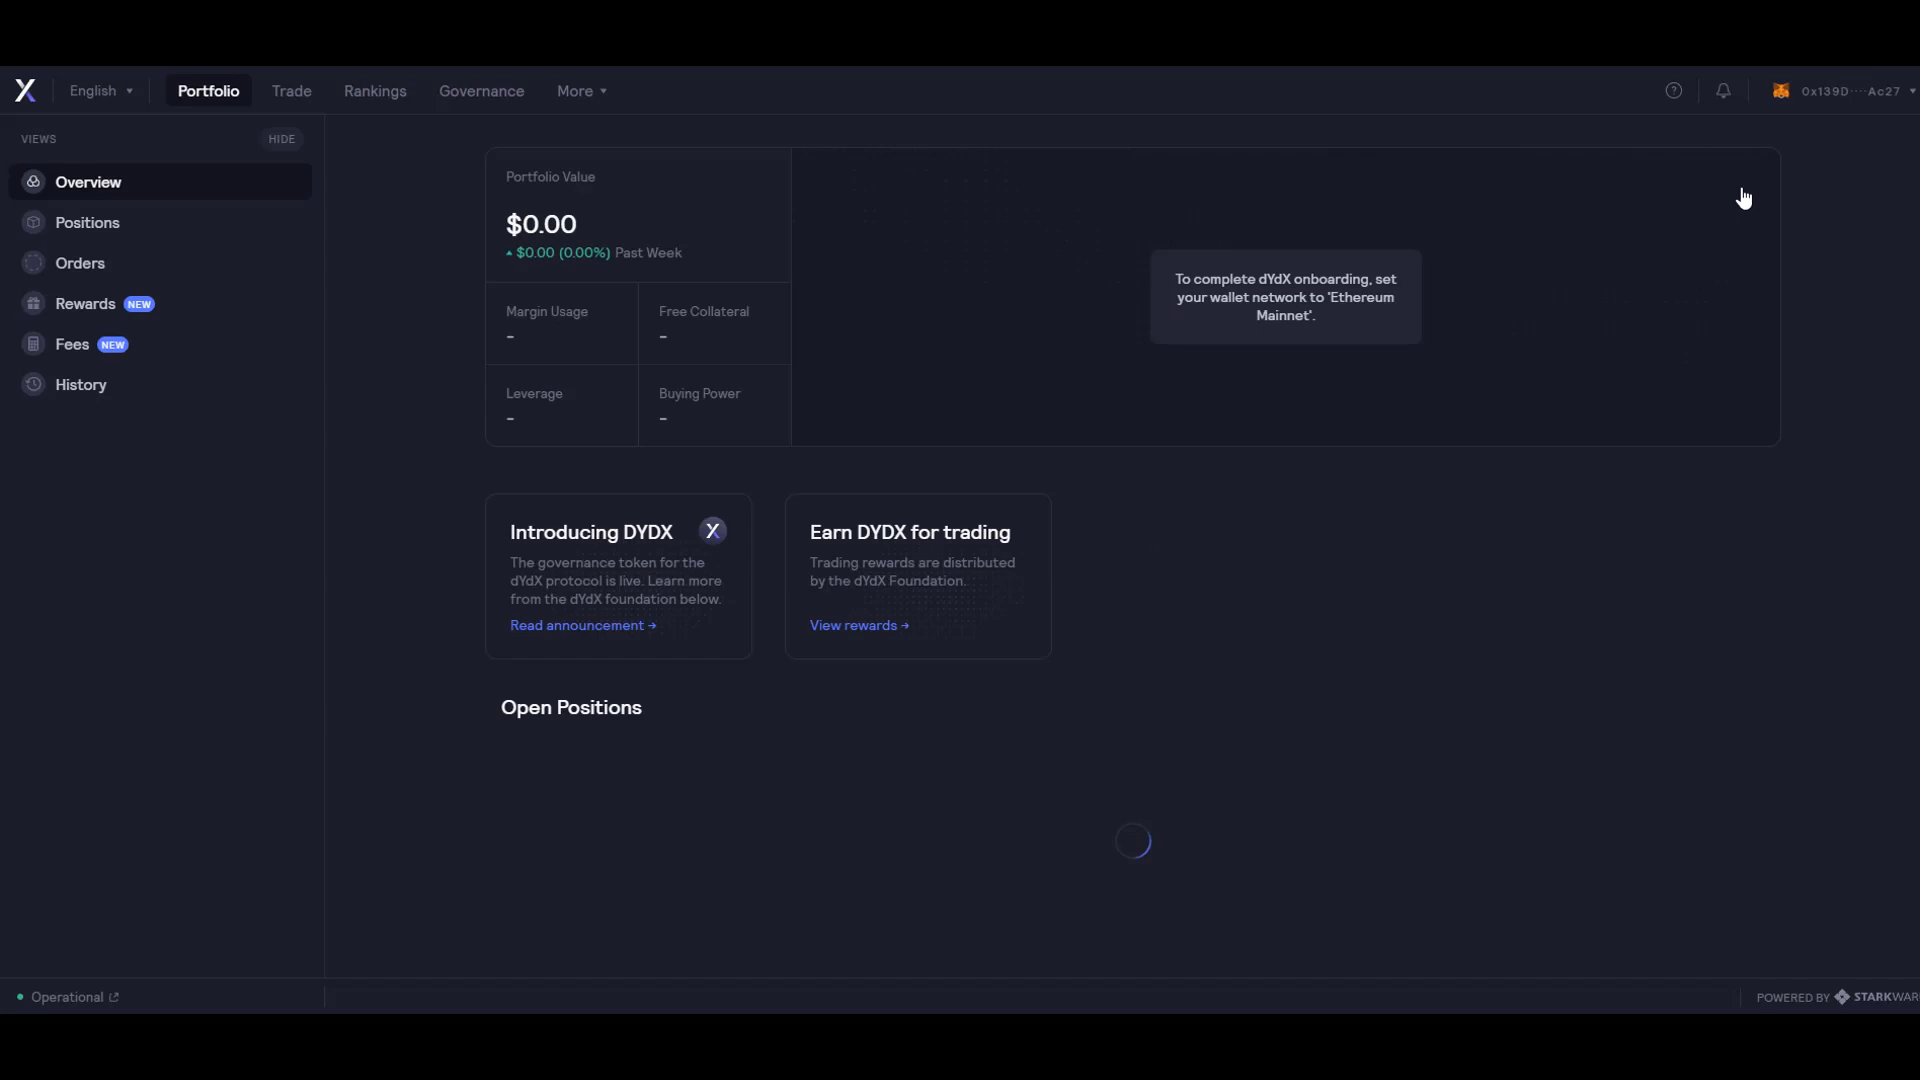 English
Portfolio
Trade
Rankings
Governance
More
0x139D····Ac27
VIEWS
HIDE
Overview
Positions
Orders
Rewards NEW
Fees NEW
History
Portfolio Value
$0.00
$0.00 (0.00%) Past Week
Margin Usage
-
Free Collateral
-
Leverage
-
Buying Power
-
To complete dYdX onboarding, set
your wallet network to 'Ethereum
Mainnet'.
Introducing DYDX
The governance token for the
dYdX protocol is live. Learn more
from the dYdX foundation below.
Read announcement →
Earn DYDX for trading
Trading rewards are distributed
by the dYdX Foundation.
View rewards →
Open Positions
Operational
POWERED BY STARKWAR